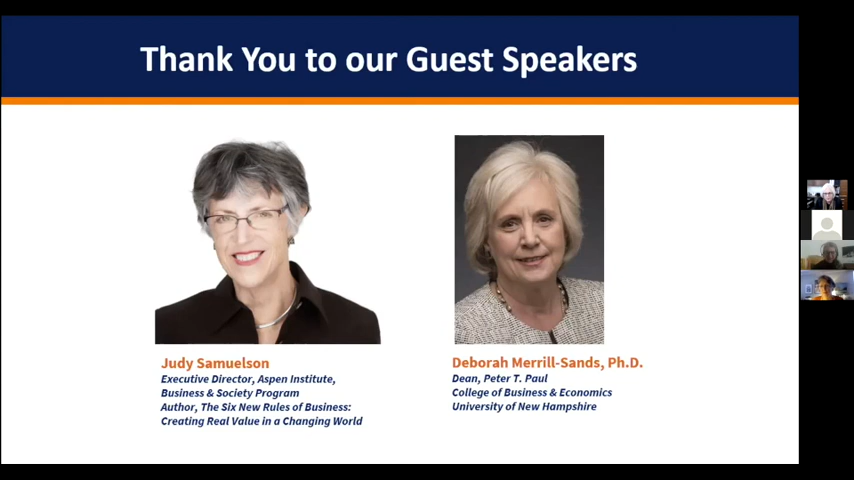 Thank You to our Guest Speakers
Judy Samuelson
Executive Director, Aspen Institute,
Business & Society Program
Author, The Six New Rules of Business:
Creating Real Value in a Changing World
Deborah Merrill-Sands, Ph.D.
Dean, Peter T. Paul
College of Business & Economics
University of New Hampshire